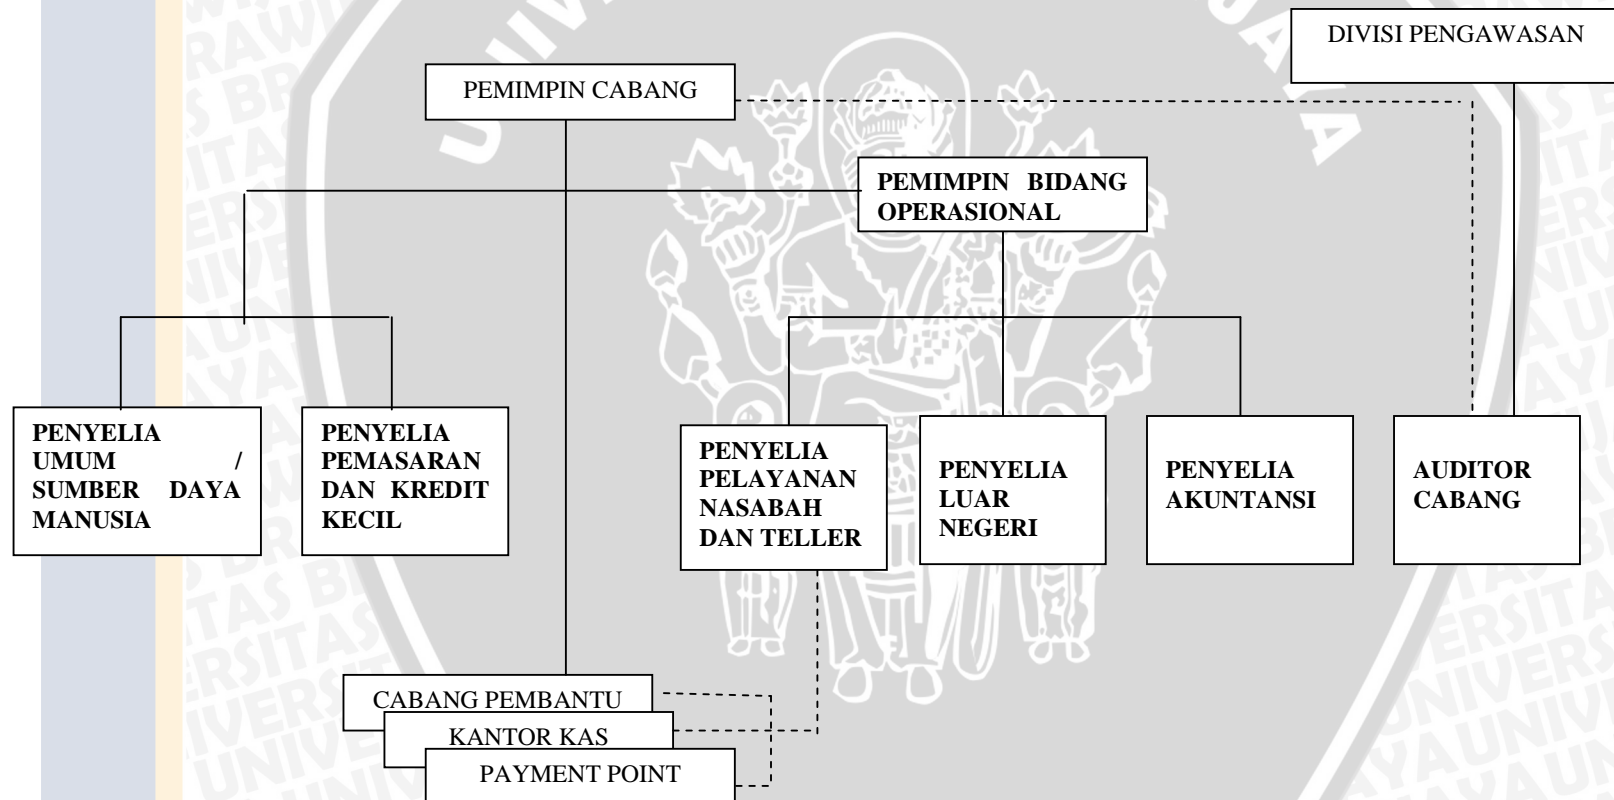 DIVISI PENGAWASAN
PEMIMPIN CABANG
PEMIMPIN BIDANG
OPERASIONAL
PENYELIA
UMUM /
SUMBER DAYA
MANUSIA
PENYELIA
PEMASARAN
DAN KREDIT
KECIL
PENYELIA
PELAYANAN
NASABAH
DAN TELLER
PENYELIA
LUAR
NEGERI
PENYELIA
AKUNTANSI
AUDITOR
CABANG
CABANG PEMBANTU
KANTOR KAS
PAYMENT POINT